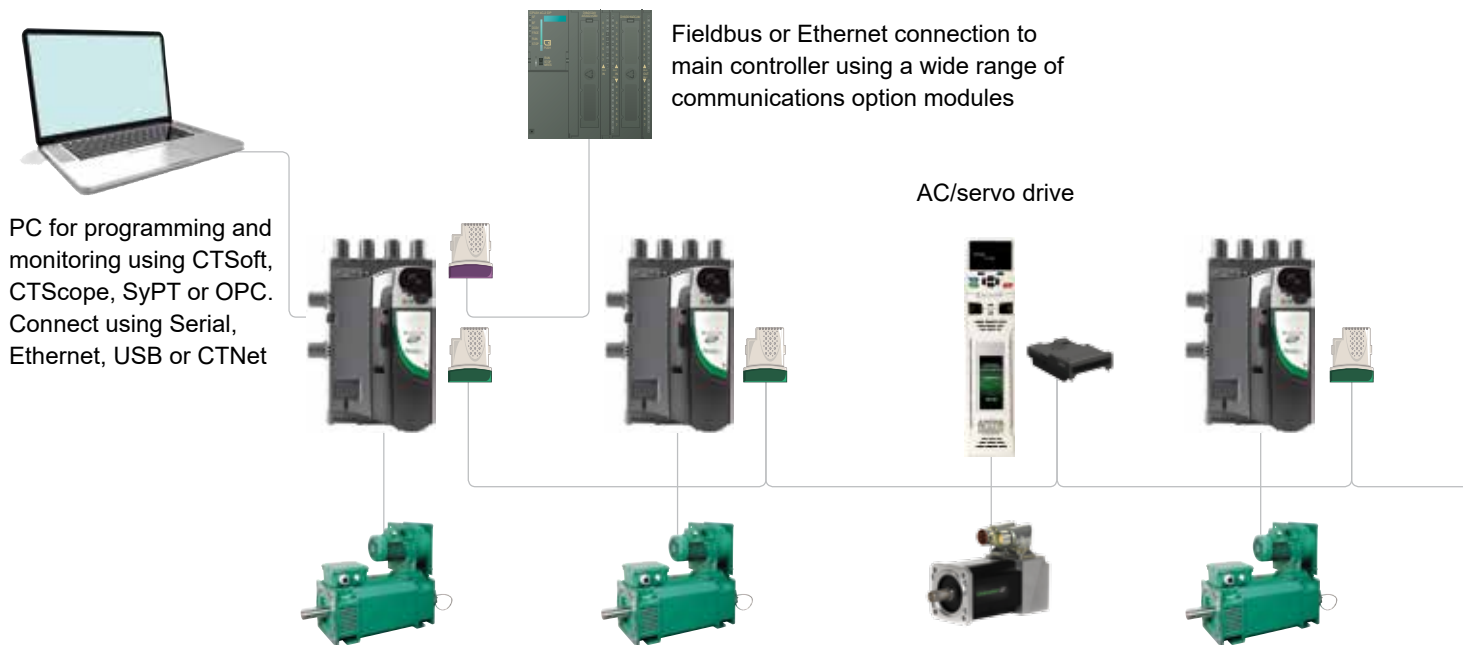 Fieldbus or Ethernet connection to
main controller using a wide range of
communications option modules
AC/servo drive
PC for programming and
monitoring using CTSoft,
CTScope, SyPT or OPC.
Connect using Serial,
Ethernet, USB or CTNet